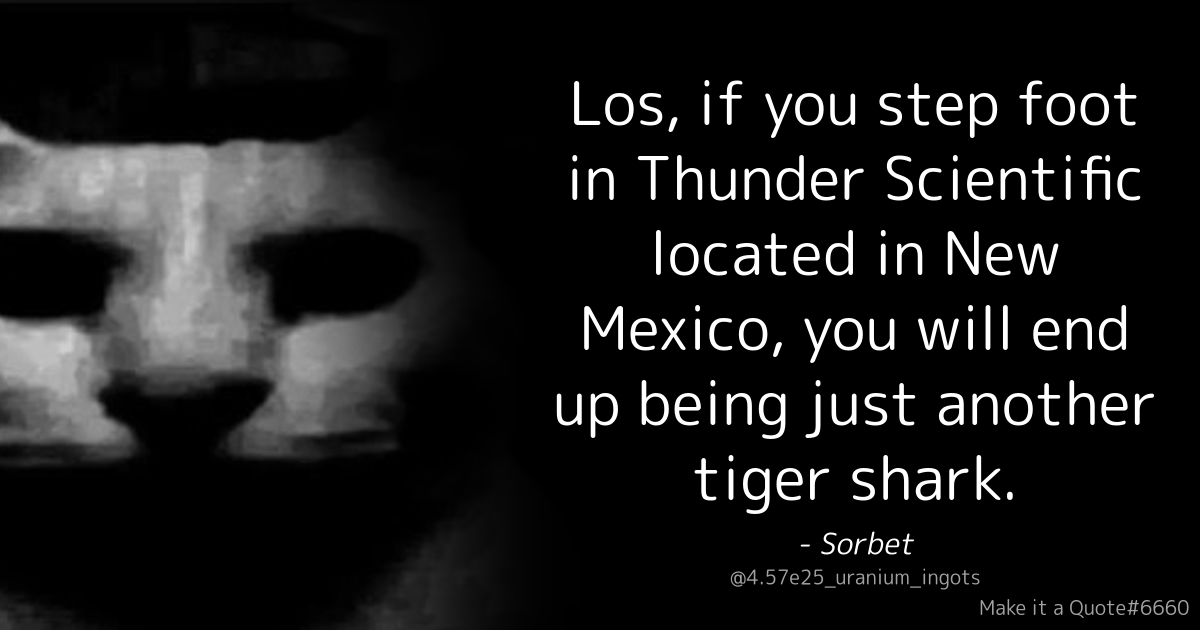 Los, if you step foot
in Thunder Scientific
located in New
Mexico, you will end
up being just another
tiger shark.
- Sorbet
@4.57e25_uranium_ingots
Make it a Quote#6660